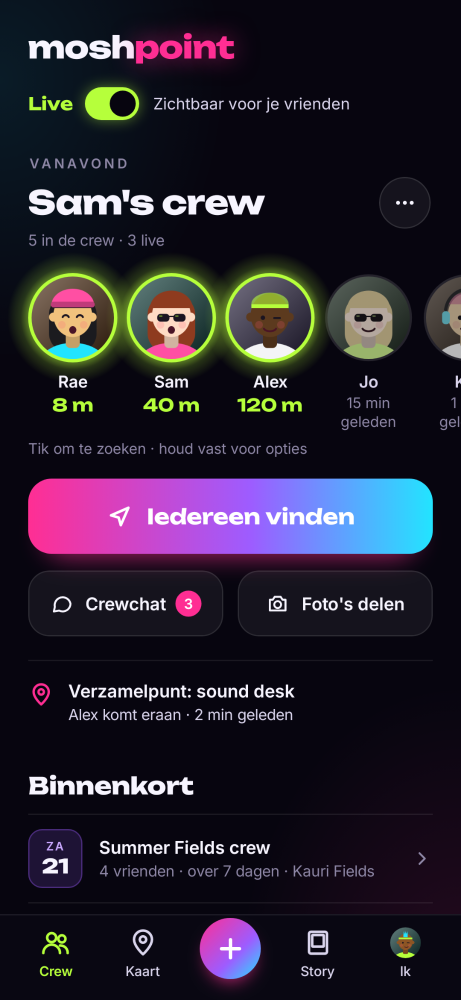 moshpoint
Live Zichtbaar voor je vrienden
VANAVOND
Sam's crew
5 in de crew · 3 live
Rae Sam Alex Jo
8 m 40 m 120 m 15 min geleden
Tik om te zoeken · houd vast voor opties
Iedereen vinden
Crewchat 3 Foto's delen
Verzamelpunt: sound desk
Alex komt eraan · 2 min geleden
Binnenkort
ZA
21
Summer Fields crew
4 vrienden · over 7 dagen · Kauri Fields
Crew Kaart Story Ik